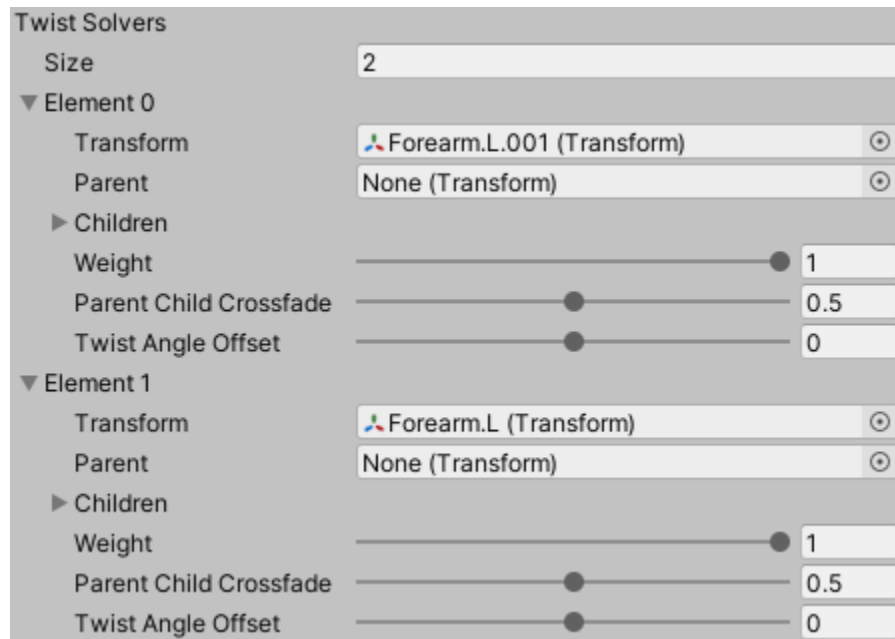 Twist Solvers
Size 2
Element 0
Transform Forearm.L.001 (Transform)
Parent None (Transform)
Children
Weight 1
Parent Child Crossfade 0.5
Twist Angle Offset 0
Element 1
Transform Forearm.L (Transform)
Parent None (Transform)
Children
Weight 1
Parent Child Crossfade 0.5
Twist Angle Offset 0